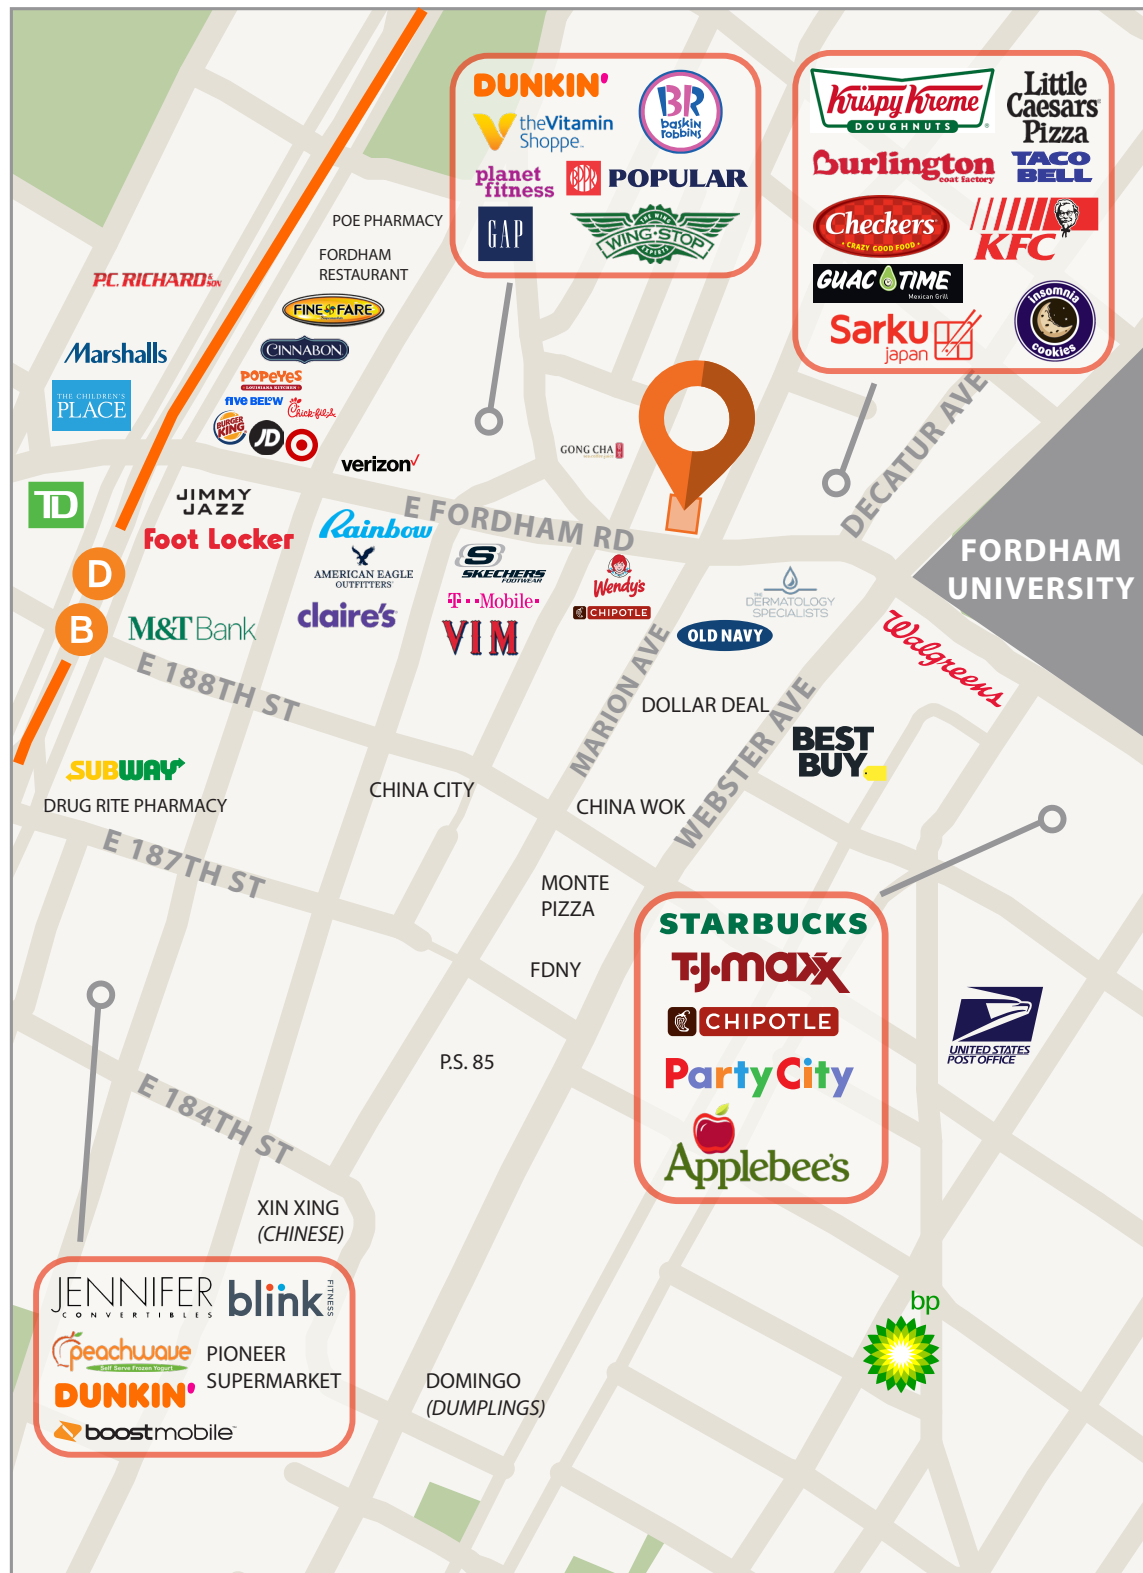 DUNKIN'
BR
baskin
robbins
theVitamin
Shoppe
planet
fitness
POPULAR
GAP
THE WING
WING·STOP
EXPERTS
Krispy Kreme
DOUGHNUTS
Little
Caesars
Pizza
Burlington
coat factory
TACO
BELL
Checkers
CRAZY GOOD FOOD
KFC
GUAC TIME
Mexican Grill
Sarku
japan
insomnia
cookies
POE PHARMACY
FORDHAM
RESTAURANT
P.C. RICHARD & SON
FINE FARE
Marshalls
CINNABON
THE CHILDREN'S
PLACE
POPEYES
LOUISIANA KITCHEN
five BELOW
Chick-fil-A
BURGER
KING
JD
verizon
GONG CHA
DECATUR AVE
TD
JIMMY
JAZZ
Foot Locker
Rainbow
E FORDHAM RD
AMERICAN EAGLE
OUTFITTERS
S
SKECHERS
FOOTWEAR
Wendy's
FORDHAM
UNIVERSITY
D
B
M&T Bank
claire's
T··Mobile·
VIM
CHIPOTLE
THE
DERMATOLOGY
SPECIALISTS
OLD NAVY
Walgreens
E 188TH ST
MARION AVE
DOLLAR DEAL
WEBSTER AVE
BEST
BUY
SUBWAY
DRUG RITE PHARMACY
CHINA CITY
CHINA WOK
E 187TH ST
MONTE
PIZZA
FDNY
STARBUCKS
T·J·maxx
CHIPOTLE
Party City
Applebee's
UNITED STATES
POST OFFICE
P.S. 85
E 184TH ST
XIN XING
(CHINESE)
JENNIFER
CONVERTIBLES
blink
FITNESS
peachwave
Self Serve Frozen Yogurt
PIONEER
SUPERMARKET
DUNKIN'
boostmobile
DOMINGO
(DUMPLINGS)
bp